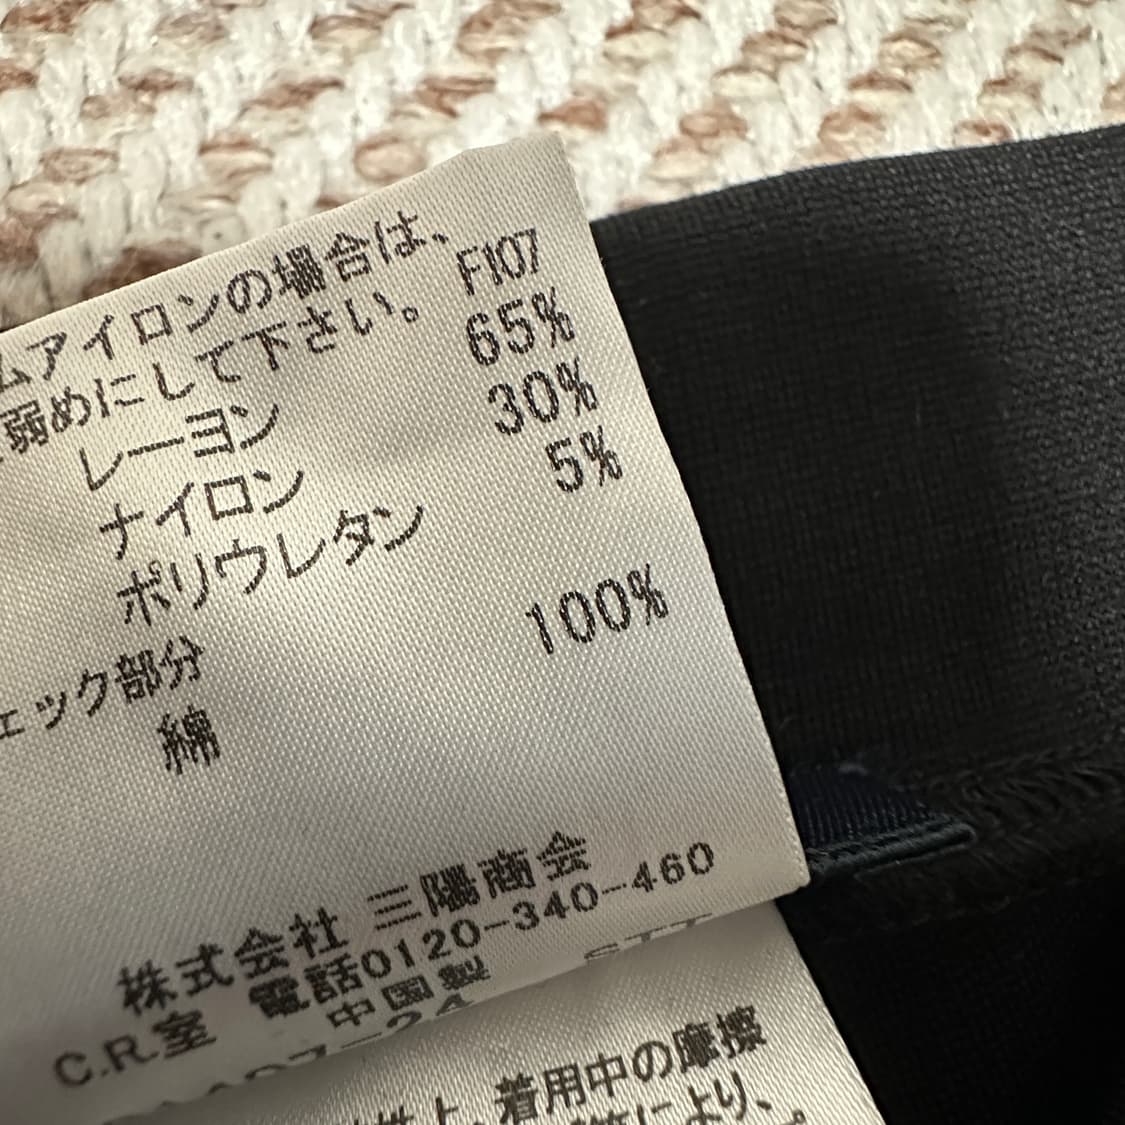 ムアイロンの場合は、
弱めにして下さい。 F107
レーヨン 65%
ナイロン 30%
ポリウレタン 5%
ェック部分
綿 100%
株式会社 三陽商会
C.R.室 電話0120-340-460
中国製
着用中の摩擦
により、